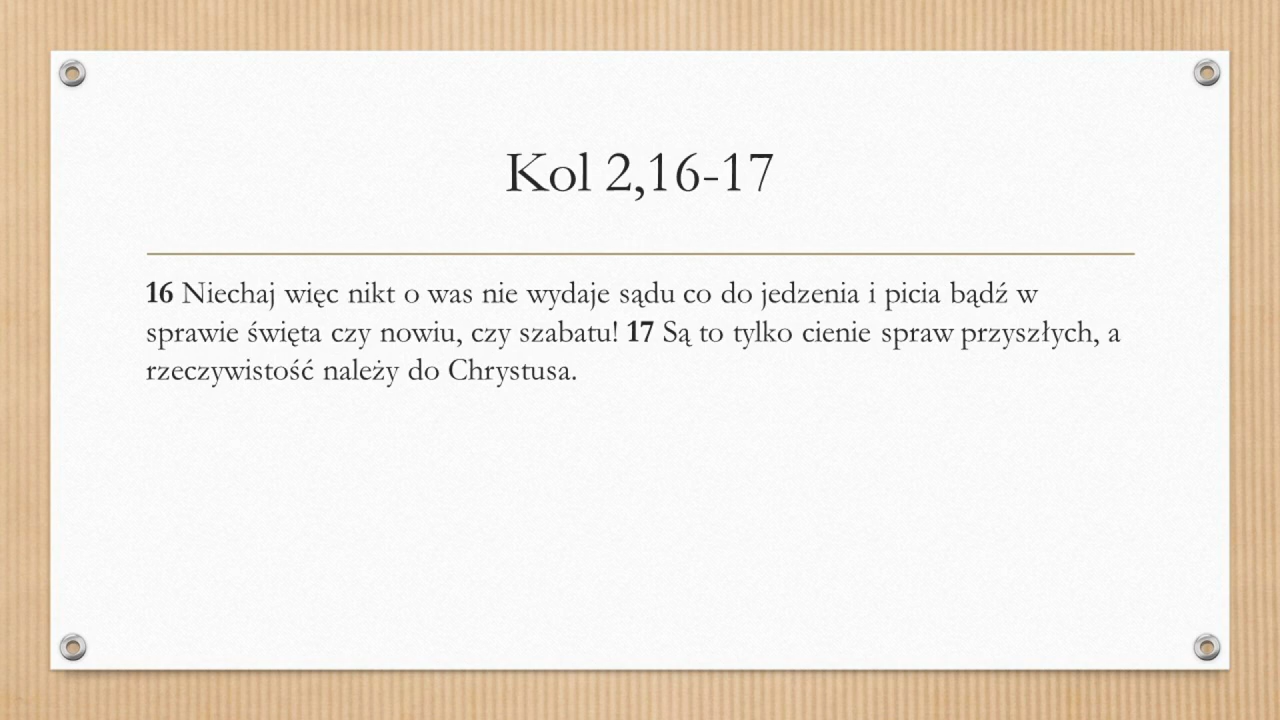 Kol 2,16-17
16 Niechaj więc nikt o was nie wydaje sądu co do jedzenia i picia bądź w
sprawie święta czy nowiu, czy szabatu! 17 Są to tylko cienie spraw przyszłych, a
rzeczywistość należy do Chrystusa.